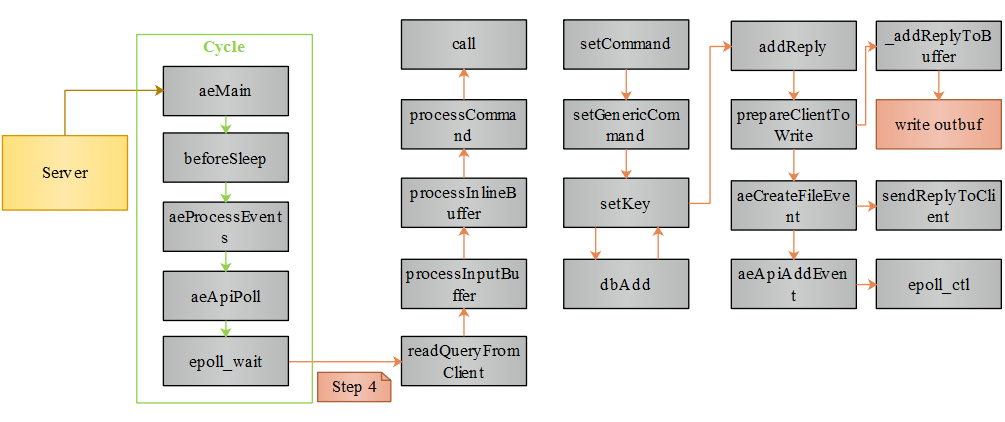 Cycle
aeMain
beforeSleep
aeProcessEvent
s
aeApiPoll
epoll_wait
Server
Step 4
call
processComma
nd
processInlineB
uffer
processInputBu
ffer
readQueryFrom
Client
setCommand
setGenericCom
mand
setKey
dbAdd
addReply
prepareClientTo
Write
aeCreateFileEve
nt
aeApiAddEven
t
_addReplyToB
uffer
write outbuf
sendReplyToCli
ent
epoll_ctl